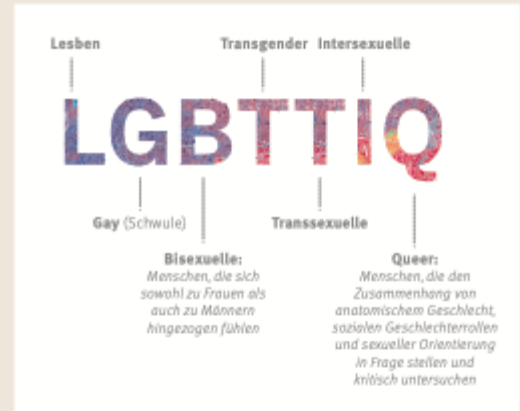 Lesben
Transgender Intersexuelle
LGBTTIQ
Gay (Schwule)
Transsexuelle
Bisexuelle:
Menschen, die sich
sowohl zu Frauen als
auch zu Männern
hingezogen fühlen
Queer:
Menschen, die den
Zusammenhang von
anatomischem Geschlecht,
sozialen Geschlechterrollen
und sexueller Orientierung
in Frage stellen und
kritisch untersuchen